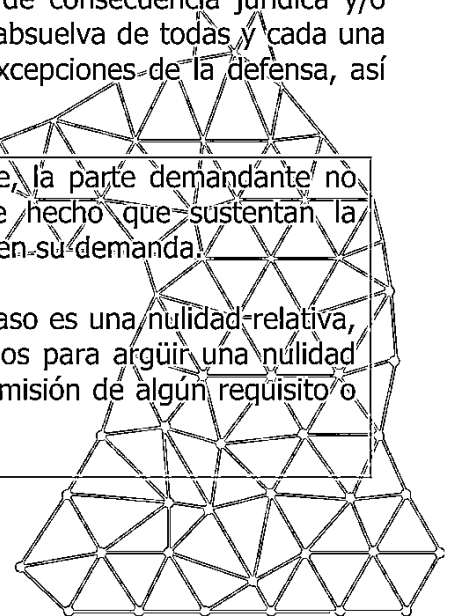 de consecuencia jurídica y/o
absuelva de todas y cada una
xcepciones de la defensa, así
e, la parte demandante no
e hecho que sustentan la
en su demanda.
aso es una nulidad relativa,
os para argüir una nulidad
misión de algún requisito o